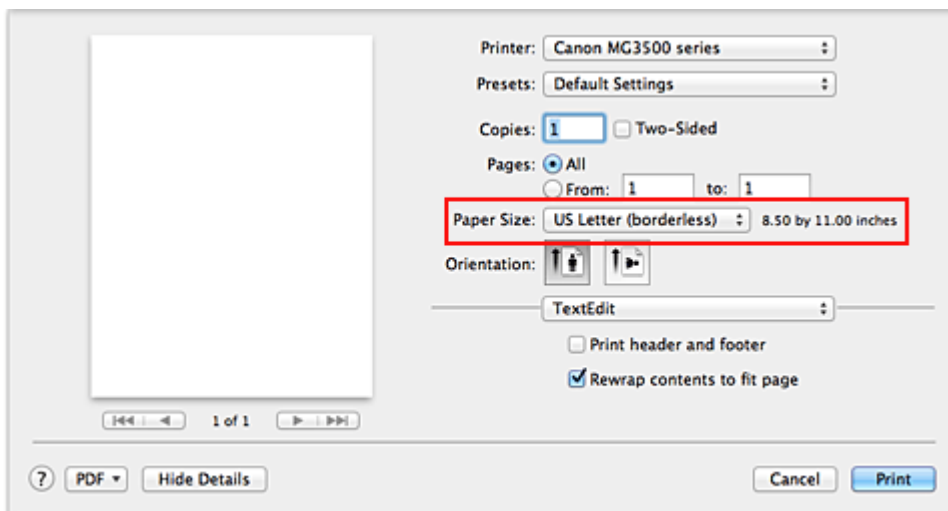 Printer: Canon MG3500 series
Presets: Default Settings
Copies: 1 Two-Sided
Pages: All
From: 1 to: 1
Paper Size: US Letter (borderless) 8.50 by 11.00 inches
Orientation:
TextEdit
Print header and footer
Rewrap contents to fit page
1 of 1
? PDF Hide Details Cancel Print